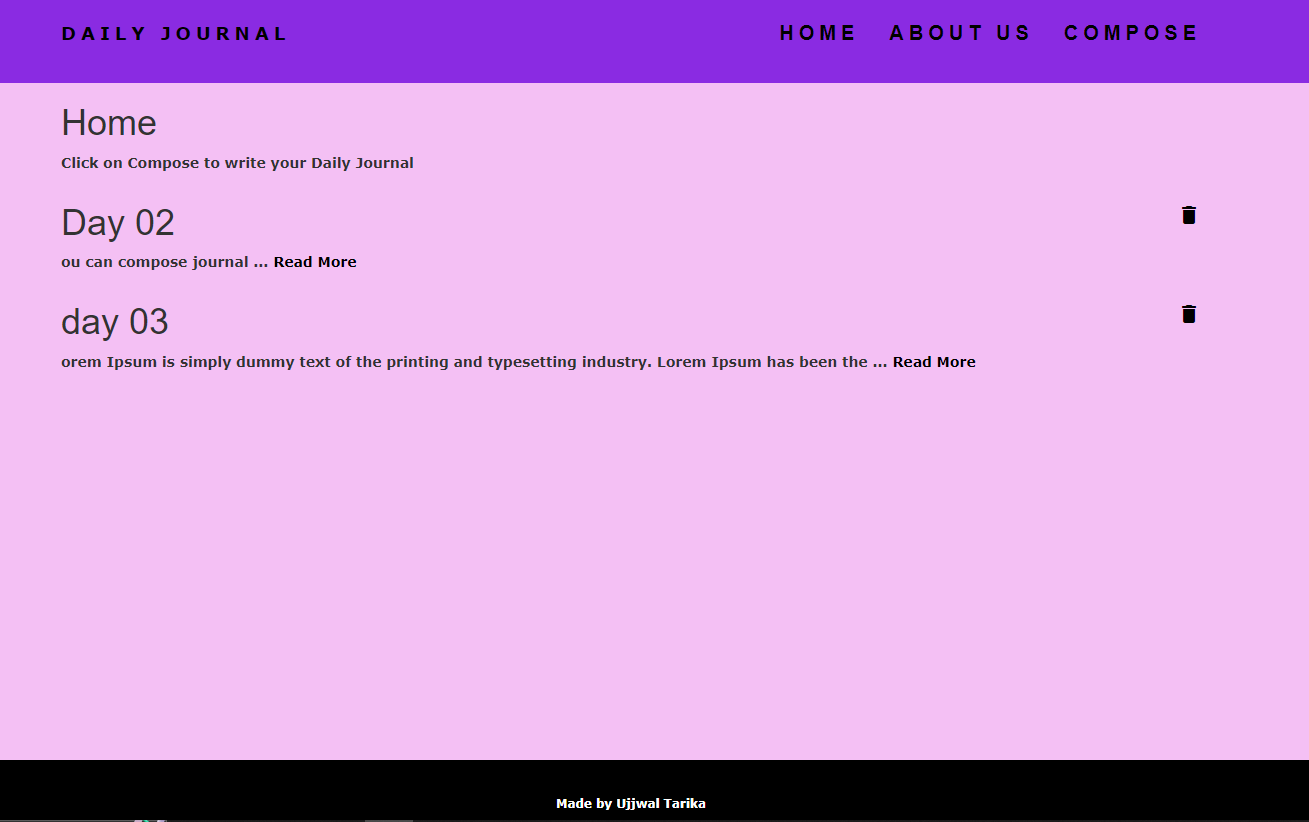 DAILY JOURNAL HOME ABOUT US COMPOSE
Home
Click on Compose to write your Daily Journal
Day 02
ou can compose journal ... Read More
day 03
orem Ipsum is simply dummy text of the printing and typesetting industry. Lorem Ipsum has been the ... Read More
Made by Ujjwal Tarika